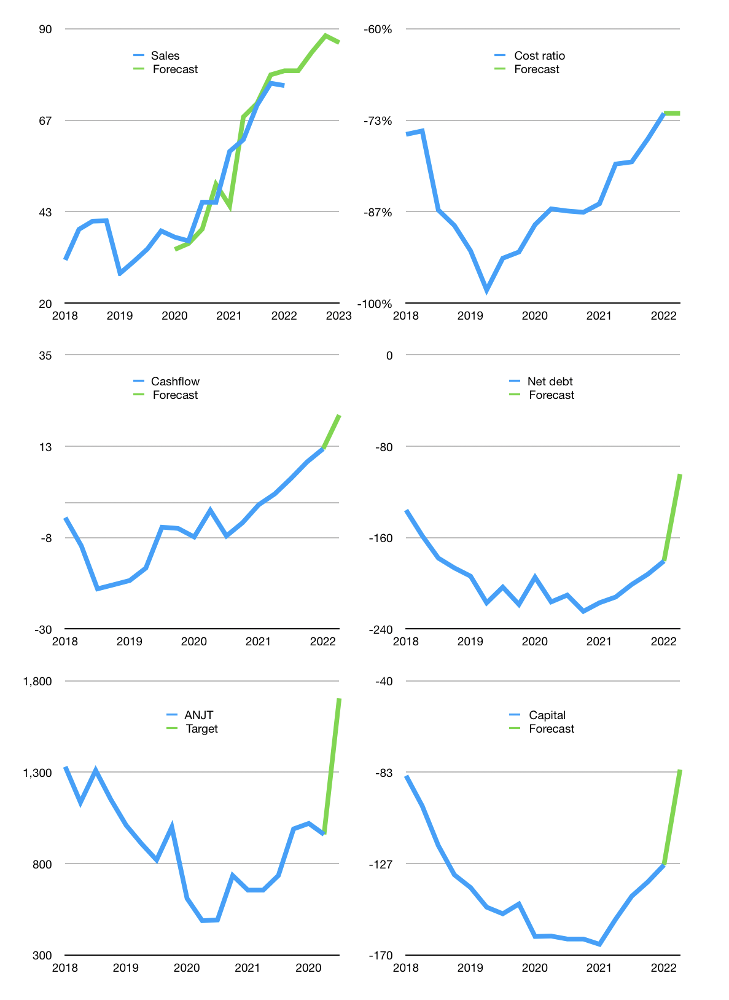 90
Sales
Forecast
67
43
20
2018 2019 2020 2021 2022 2023
-60%
Cost ratio
Forecast
-73%
-87%
-100%
2018 2019 2020 2021 2022
35
Cashflow
Forecast
13
-8
-30
2018 2019 2020 2021 2022
0
Net debt
Forecast
-80
-160
-240
2018 2019 2020 2021 2022
1,800
ANJT
Target
1,300
800
300
2018 2019 2020 2021 2020
-40
Capital
Forecast
-83
-127
-170
2018 2019 2020 2021 2022